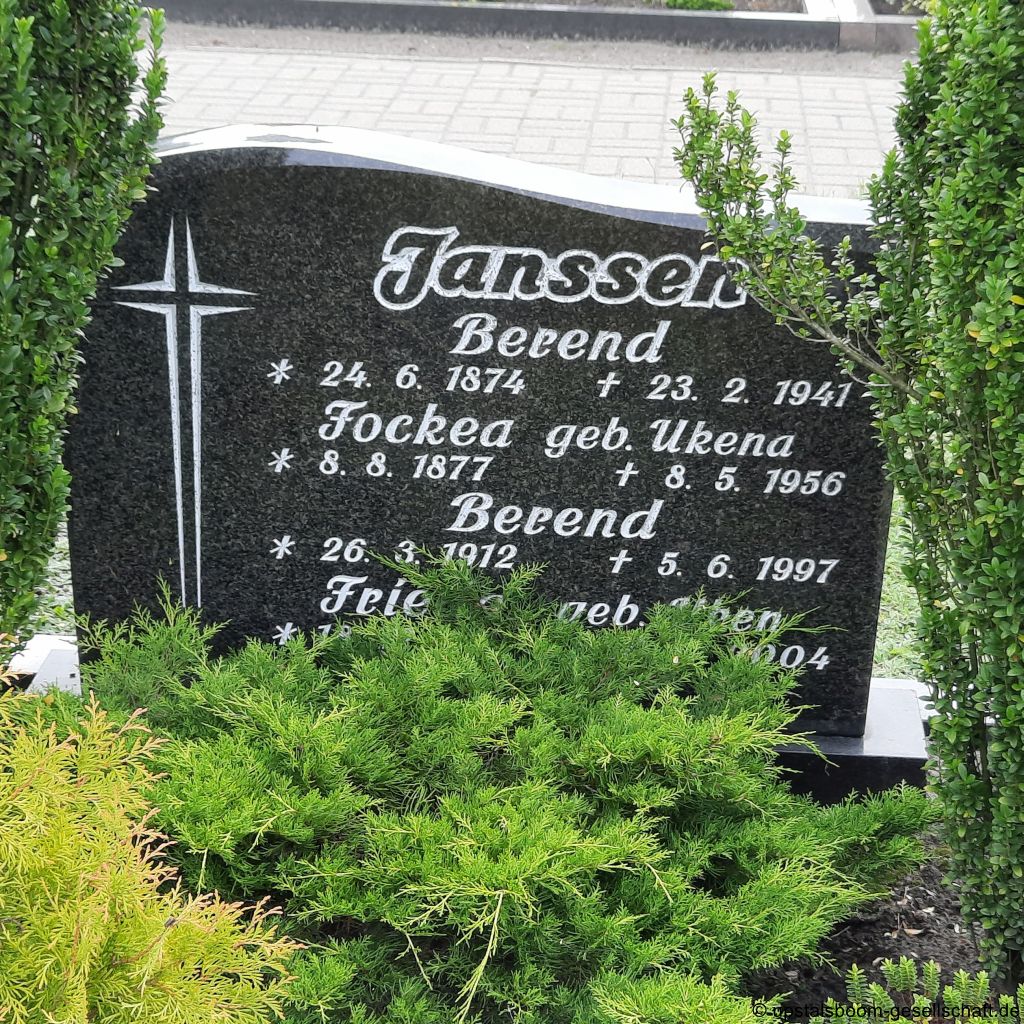 Janssen
Berend
* 24. 6. 1874 † 23. 2. 1941
Fockea geb. Ukena
* 8. 8. 1877 † 8. 5. 1956
Berend
* 26. 3. 1912 † 5. 6. 1997
geb.
* 2004
© upstalsboom-gesellschaft.de